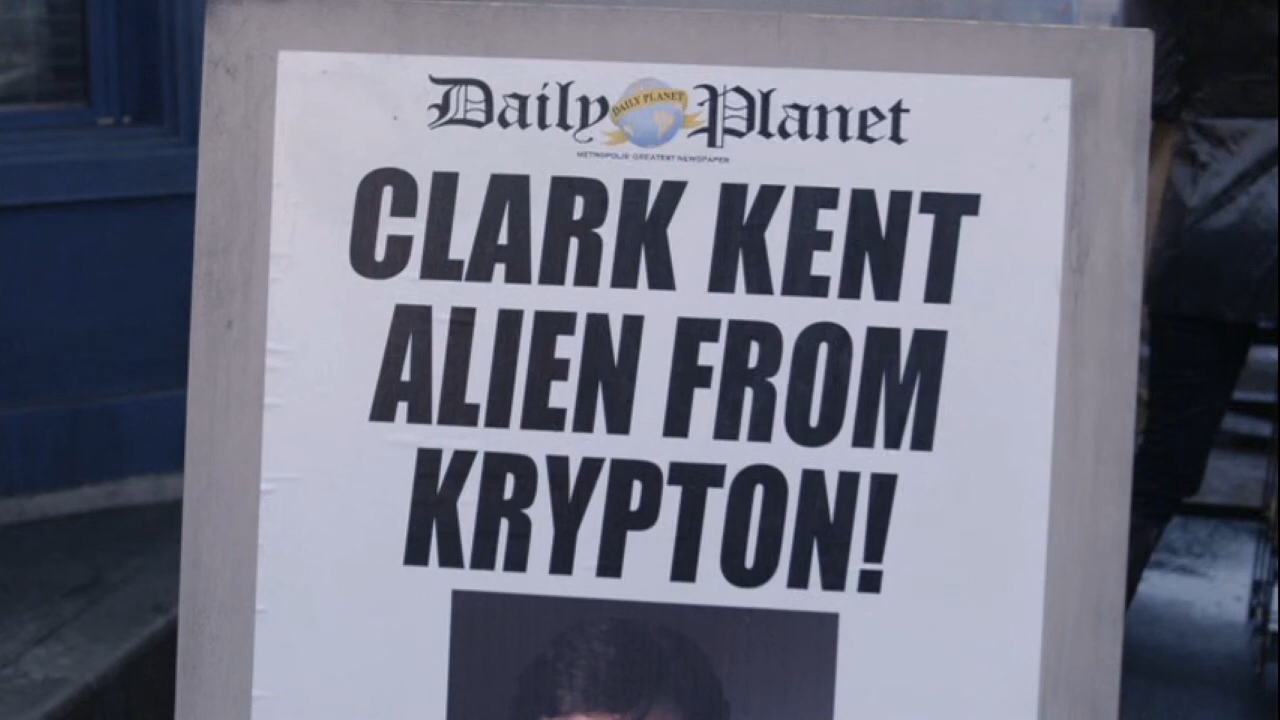 Daily Planet
DAILY PLANET
METROPOLIS' GREATEST NEWSPAPER
CLARK KENT
ALIEN FROM
KRYPTON!